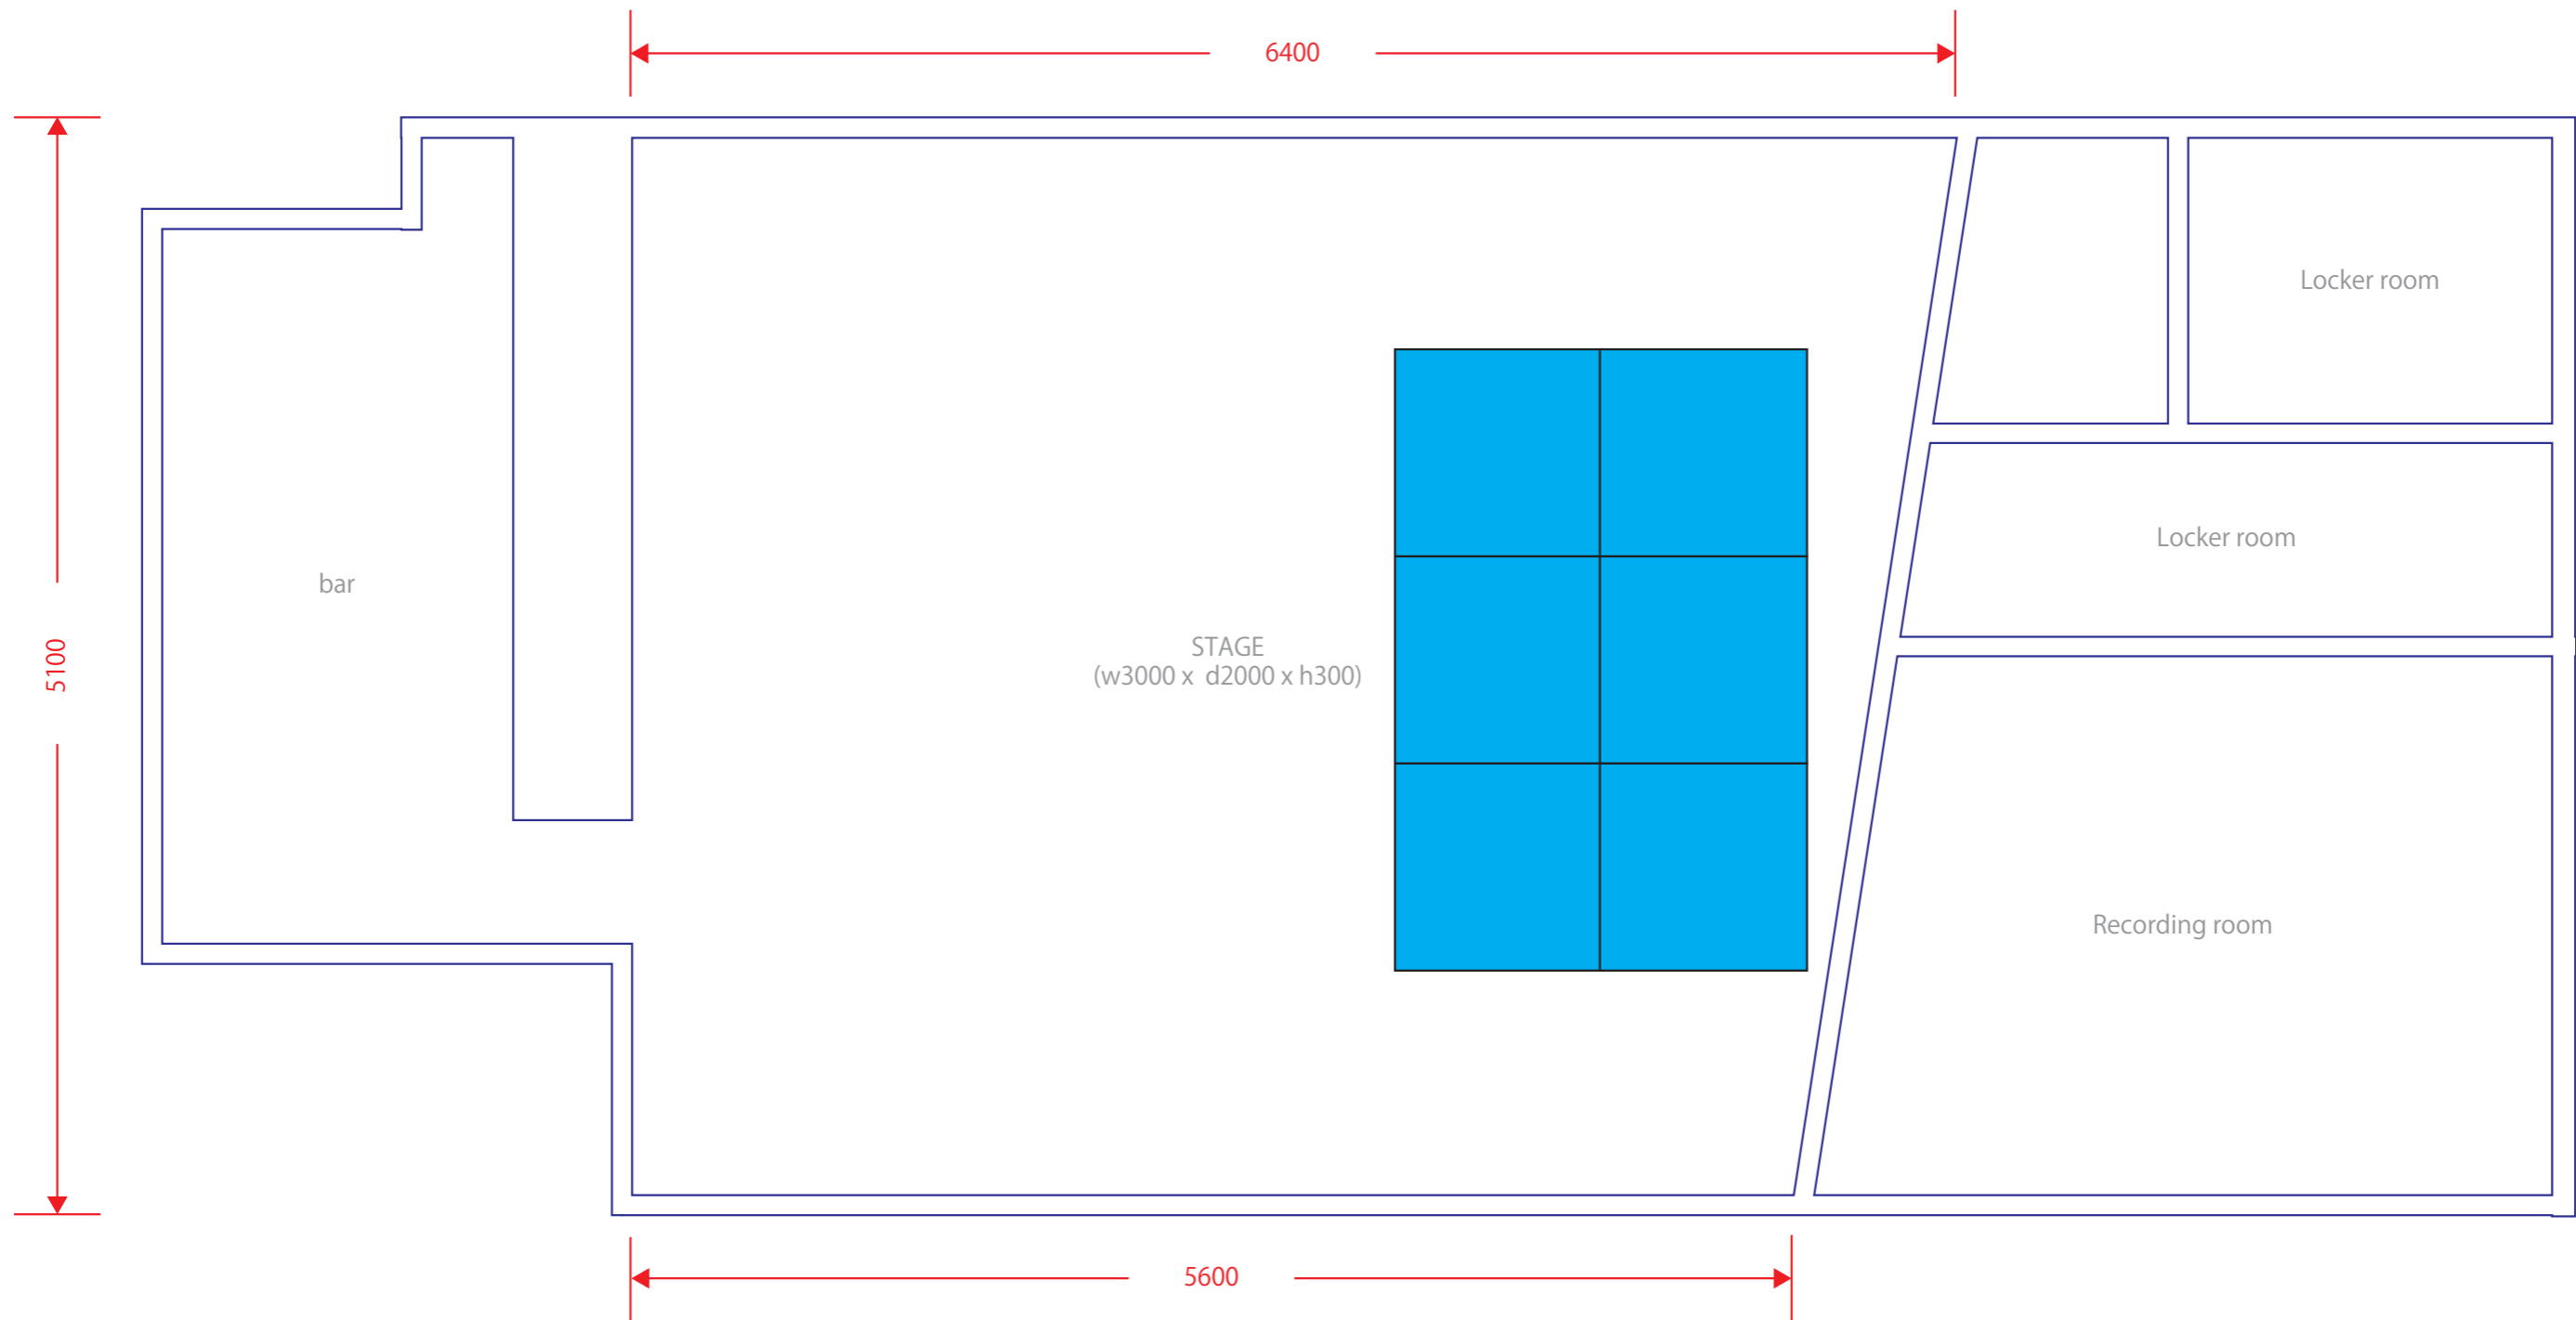 6400
Locker room
Locker room
bar
STAGE
(w3000 x  d2000 x h300)
5100
Recording room
5600